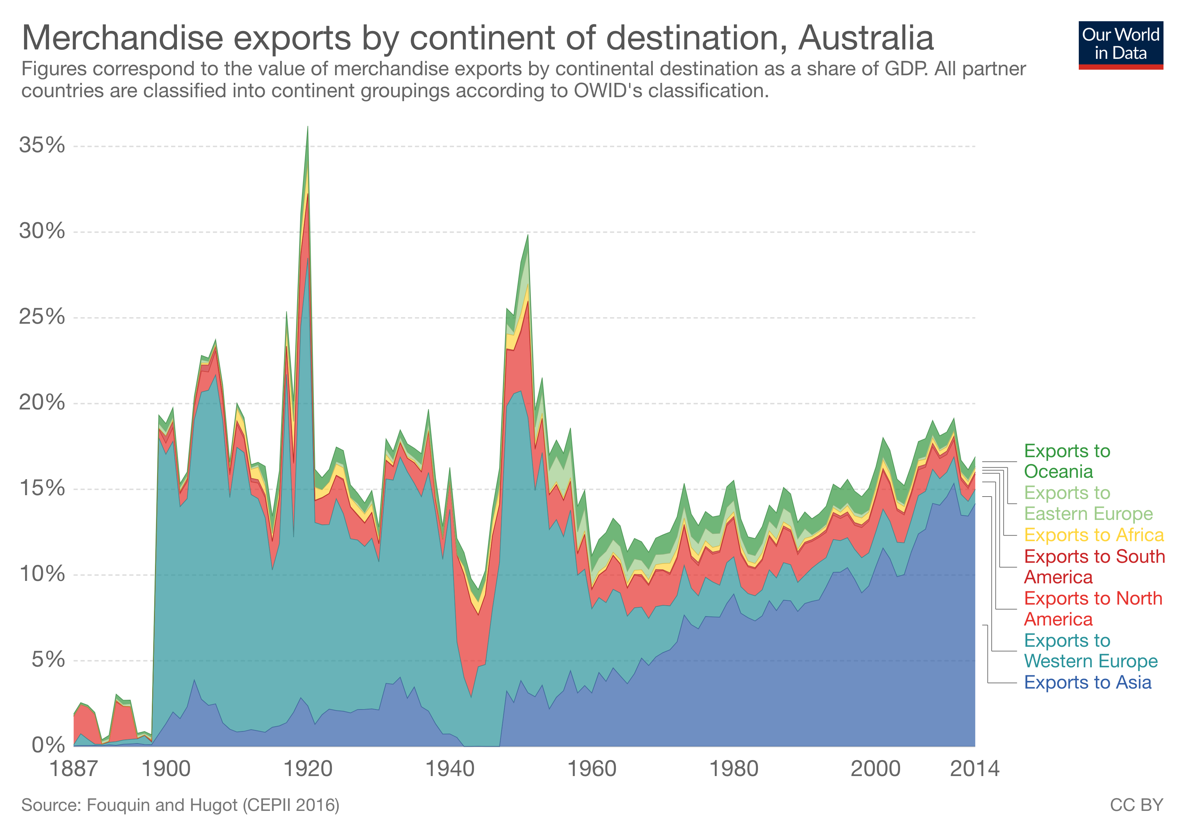 Merchandise exports by continent of destination, Australia
Our World
in Data
Figures correspond to the value of merchandise exports by continental destination as a share of GDP. All partner
countries are classified into continent groupings according to OWID's classification.
35%
30%
25%
20%
15%
10%
5%
0%
1887
1900
1920
1940
1960
1980
2000
2014
Exports to
Oceania
Exports to
Eastern Europe
Exports to Africa
Exports to South
America
Exports to North
America
Exports to
Western Europe
Exports to Asia
Source: Fouquin and Hugot (CEPII 2016)
CC BY